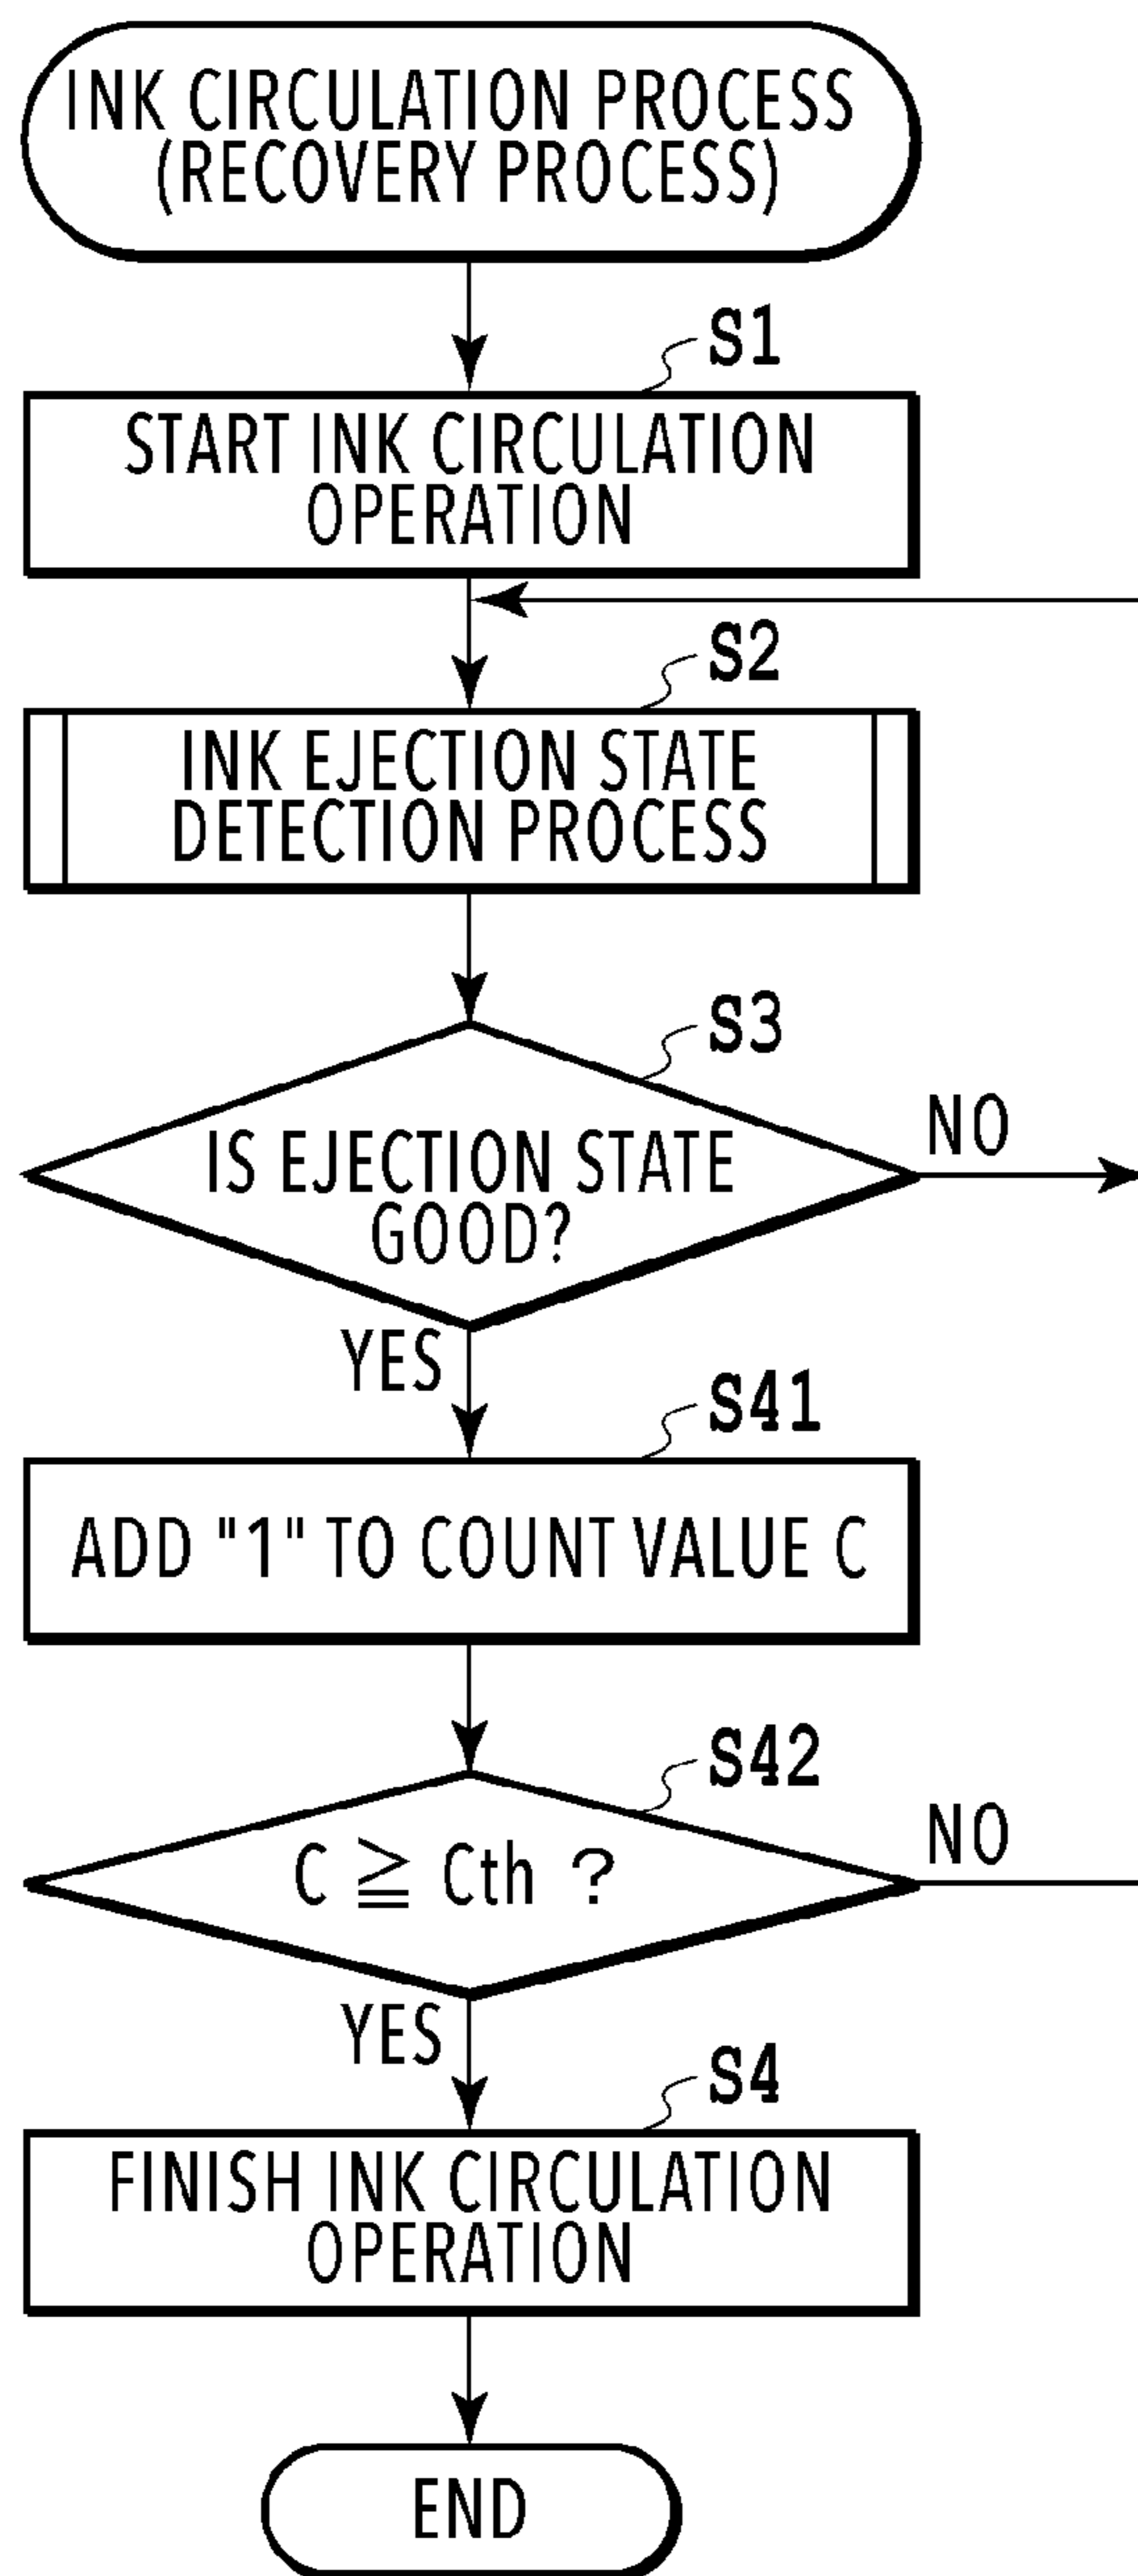 INK CIRCULATION PROCESS
(RECOVERY PROCESS)
S1
START INK CIRCULATION
OPERATION
S2
INK EJECTION STATE
DETECTION PROCESS
S3
IS EJECTION STATE
GOOD?
NO
YES
S41
ADD "1" TO COUNT VALUE C
S42
C ≧ Cth ?
NO
YES
S4
FINISH INK CIRCULATION
OPERATION
END